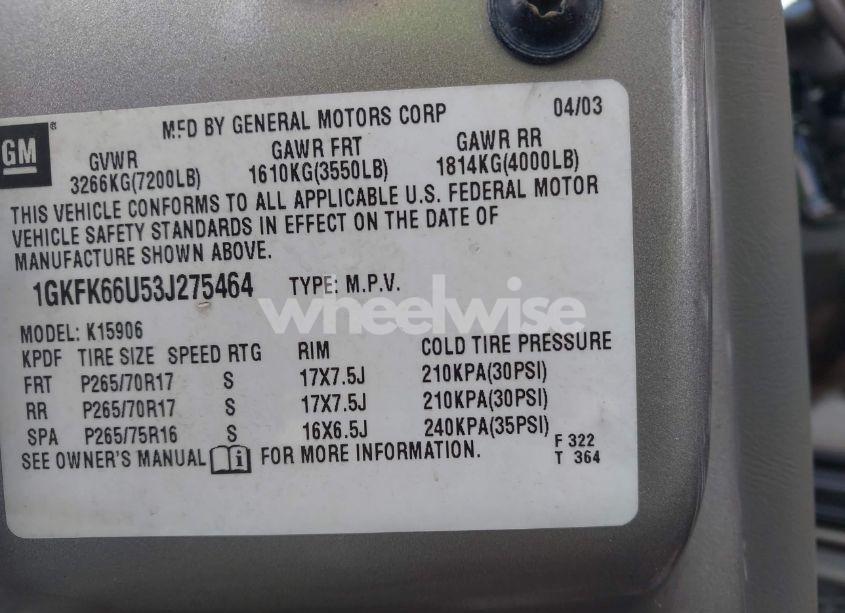 MFD BY GENERAL MOTORS CORP 04/03
GM ®
GVWR GAWR FRT GAWR RR
3266KG(7200LB) 1610KG(3550LB) 1814KG(4000LB)
THIS VEHICLE CONFORMS TO ALL APPLICABLE U.S. FEDERAL MOTOR
VEHICLE SAFETY STANDARDS IN EFFECT ON THE DATE OF
MANUFACTURE SHOWN ABOVE.
1GKFK66U53J275464 TYPE: M.P.V.
wheelwise
MODEL: K15906
KPDF TIRE SIZE SPEED RTG RIM COLD TIRE PRESSURE
FRT P265/70R17 S 17X7.5J 210KPA(30PSI)
RR P265/70R17 S 17X7.5J 210KPA(30PSI)
SPA P265/75R16 S 16X6.5J 240KPA(35PSI)
SEE OWNER'S MANUAL i FOR MORE INFORMATION.
F 322
T 364